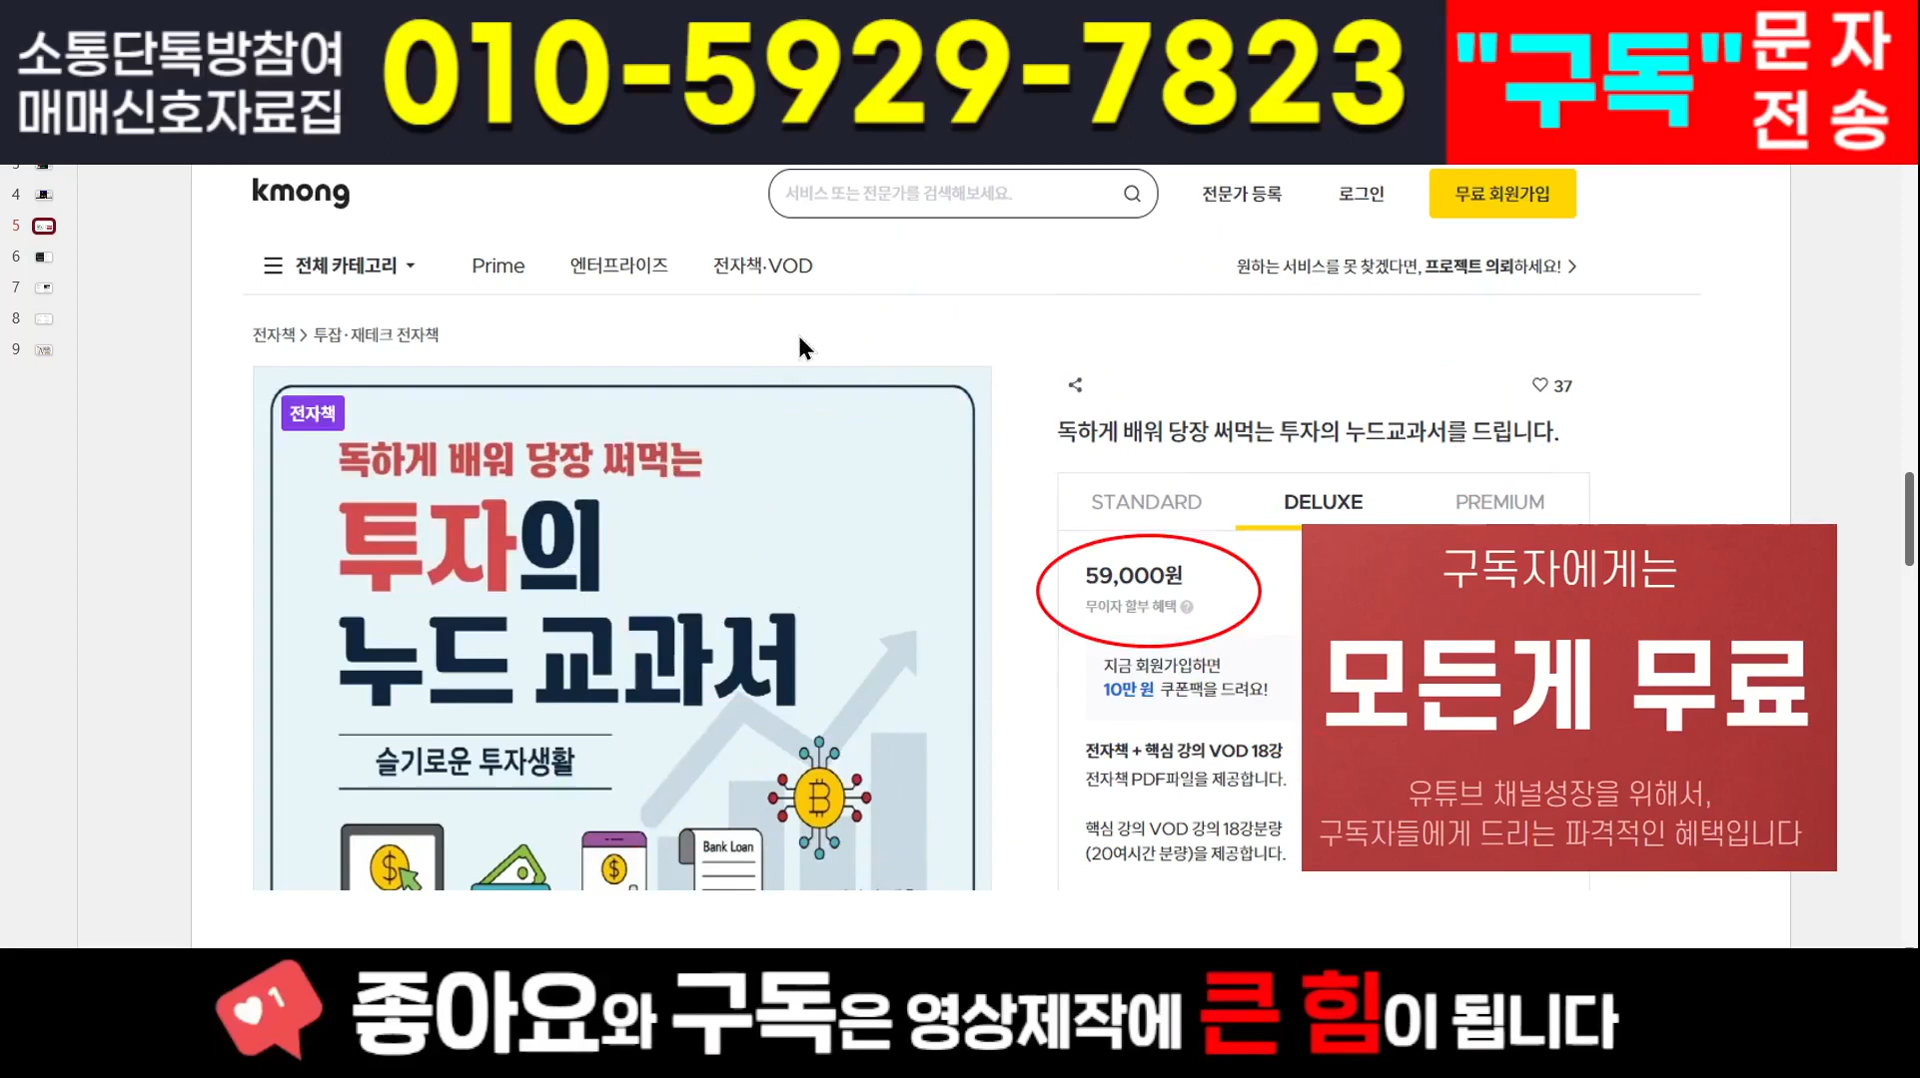 소통단톡방참여
매매신호자료집
010-5929-7823
"구독"
문자
전송
4
5
6
7
8
9
kmong
서비스 또는 전문가를 검색해보세요.
전문가 등록
로그인
무료 회원가입
전체 카테고리
Prime
엔터프라이즈
전자책·VOD
원하는 서비스를 못 찾겠다면, 프로젝트 의뢰하세요!
전자책 > 투잡·재테크 전자책
전자책
독하게 배워 당장 써먹는
투자의
누드 교과서
슬기로운 투자생활
Bank Loan
37
독하게 배워 당장 써먹는 투자의 누드교과서를 드립니다.
STANDARD
DELUXE
PREMIUM
59,000원
무이자 할부 혜택
지금 회원가입하면
10만 원 쿠폰팩을 드려요!
전자책 + 핵심 강의 VOD 18강
전자책 PDF파일을 제공합니다.
핵심 강의 VOD 강의 18강분량
(20여시간 분량)을 제공합니다.
구독자에게는
모든게 무료
유튜브 채널성장을 위해서,
구독자들에게 드리는 파격적인 혜택입니다
1
좋아요와 구독은 영상제작에 큰 힘이 됩니다